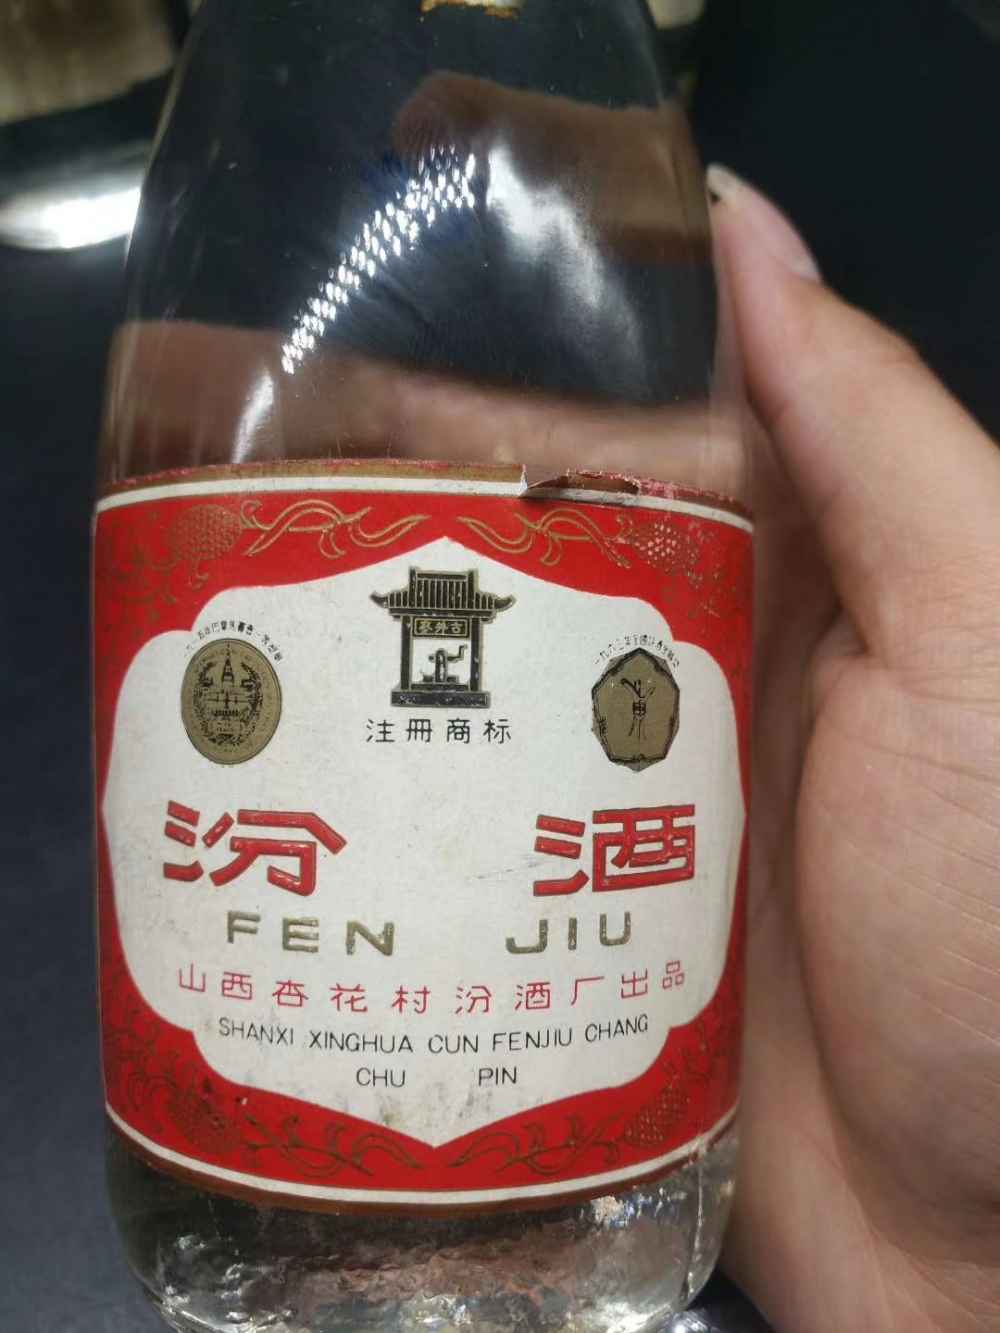 古井亭
注册商标
汾酒
FEN JIU
山西杏花村汾酒厂出品
SHANXI XINGHUA CUN FENJIU CHANG
CHU PIN